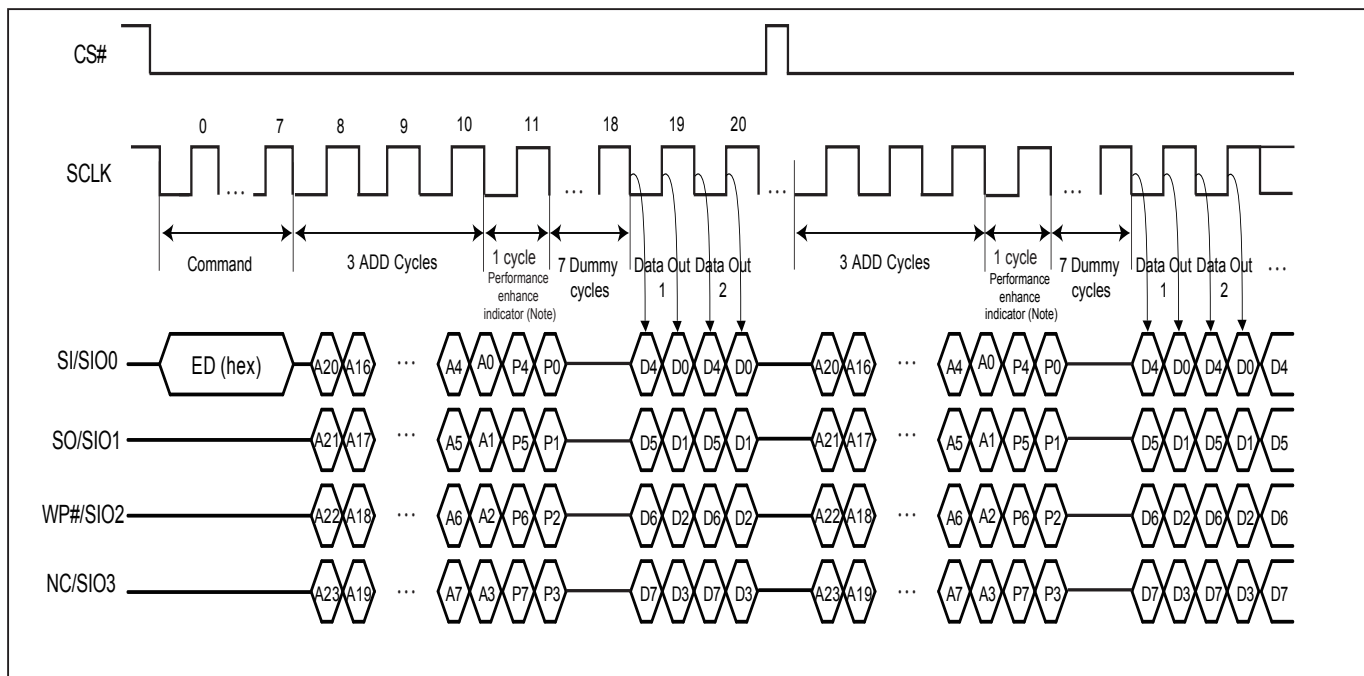 CS#
0 7 8 9 10 11 18 19 20
SCLK
... ... ... ...
Command
3 ADD Cycles
1 cycle
Performance
enhance
indicator (Note)
7 Dummy
cycles
Data Out
1
Data Out
2
3 ADD Cycles
1 cycle
Performance
enhance
indicator (Note)
7 Dummy
cycles
Data Out
1
Data Out
2
...
SI/SIO0 ED (hex) A20 A16 ... A4 A0 P4 P0 D4 D0 D4 D0 A20 A16 ... A4 A0 P4 P0 D4 D0 D4 D0 D4
SO/SIO1 A21 A17 ... A5 A1 P5 P1 D5 D1 D5 D1 A21 A17 ... A5 A1 P5 P1 D5 D1 D5 D1 D5
WP#/SIO2 A22 A18 ... A6 A2 P6 P2 D6 D2 D6 D2 A22 A18 ... A6 A2 P6 P2 D6 D2 D6 D2 D6
NC/SIO3 A23 A19 ... A7 A3 P7 P3 D7 D3 D7 D3 A23 A19 ... A7 A3 P7 P3 D7 D3 D7 D3 D7